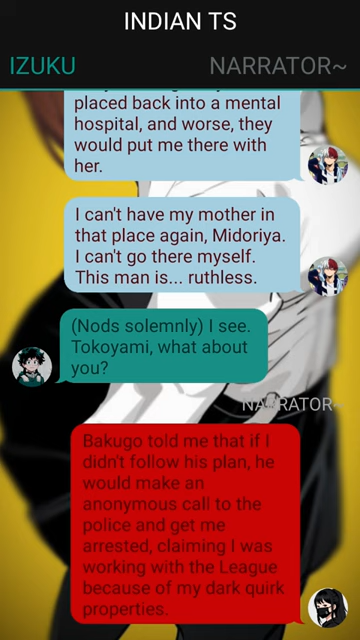 INDIAN TS
IZUKU
NARRATOR~
placed back into a mental
hospital, and worse, they
would put me there with
her.
I can't have my mother in
that place again, Midoriya.
I can't go there myself.
This man is... ruthless.
(Nods solemnly) I see.
Tokoyami, what about
you?
NARRATOR~
Bakugo told me that if I
didn't follow his plan, he
would make an
anonymous call to the
police and get me
arrested, claiming I was
working with the League
because of my dark quirk
properties.